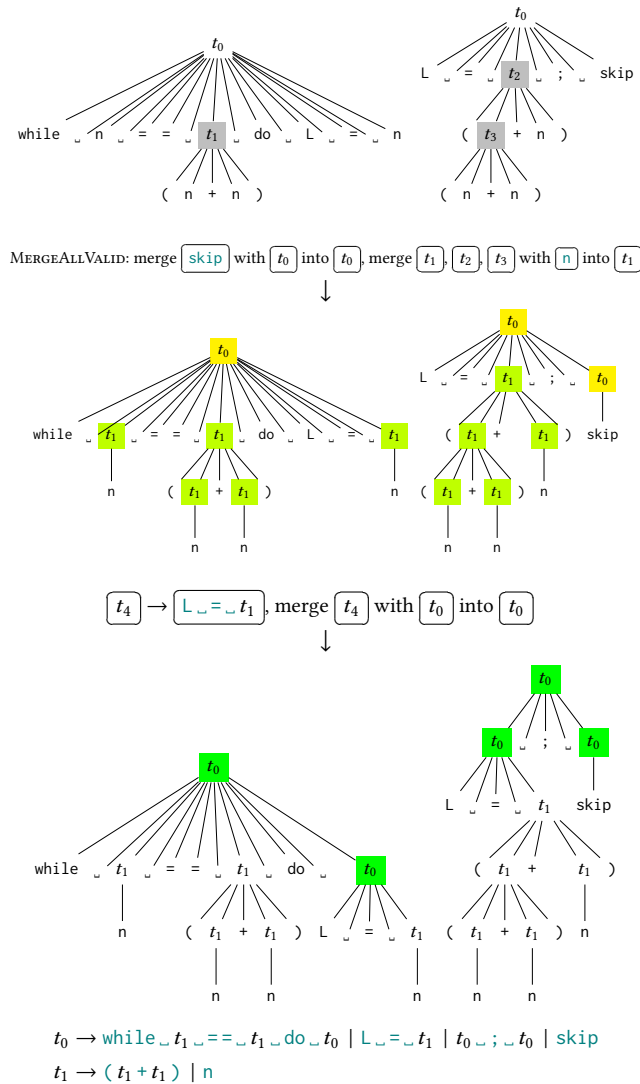 t₀
while ␣ n ␣ = = ␣ t₁ ␣ do ␣ L ␣ = ␣ n
( n + n )
t₀
L ␣ = ␣ t₂ ␣ ; ␣ skip
( t₃ + n )
( n + n )
MERGEALLVALID: merge skip with t₀ into t₀, merge t₁, t₂, t₃ with n into t₁
↓
t₀
while ␣ t₁ ␣ = = ␣ t₁ ␣ do ␣ L ␣ = ␣ t₁
n ( t₁ + t₁ ) n
n n
t₀
L ␣ = ␣ t₁ ␣ ; ␣ t₀
( t₁ + t₁ ) skip
( t₁ + t₁ ) n
n n
t₄ → L ␣ = ␣ t₁, merge t₄ with t₀ into t₀
↓
t₀
while ␣ t₁ ␣ = = ␣ t₁ ␣ do ␣ t₀
n ( t₁ + t₁ ) L ␣ = ␣ t₁
n n n
t₀
t₀ ␣ ; ␣ t₀
L ␣ = ␣ t₁ skip
( t₁ + t₁ )
( t₁ + t₁ ) n
n n
t₀ → while ␣ t₁ ␣ == ␣ t₁ ␣ do ␣ t₀ | L ␣ = ␣ t₁ | t₀ ␣ ; ␣ t₀ | skip
t₁ → ( t₁ + t₁ ) | n